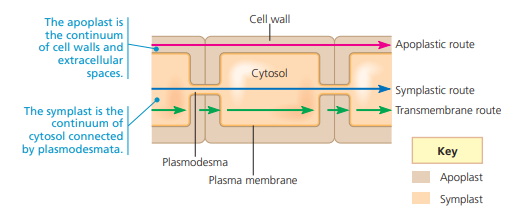 The apoplast is
the continuum
of cell walls and
extracellular
spaces.
The symplast is the
continuum of
cytosol connected
by plasmodesmata.
Cell wall
Cytosol
Plasmodesma
Plasma membrane
Apoplastic route
Symplastic route
Transmembrane route
Key
Apoplast
Symplast